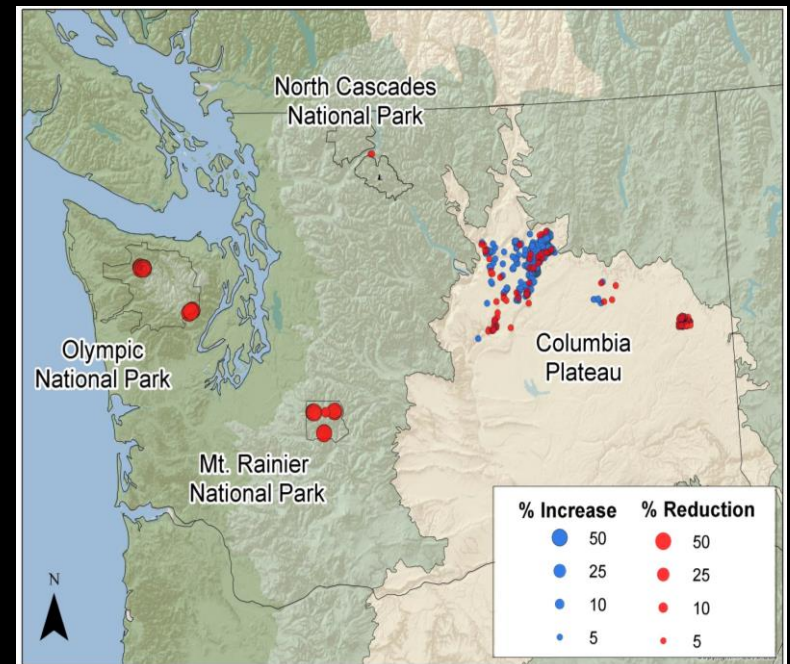 North Cascades
National Park
Olympic
National Park
Columbia
Plateau
Mt. Rainier
National Park
N
% Increase % Reduction
50 50
25 25
10 10
5 5